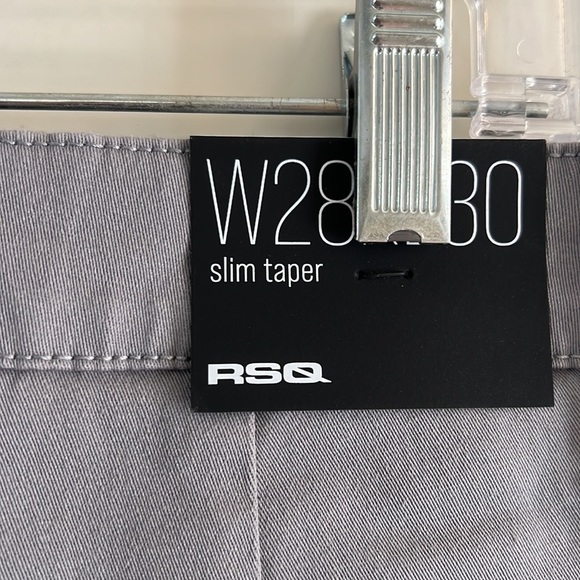 W28 30
slim taper
RSQ